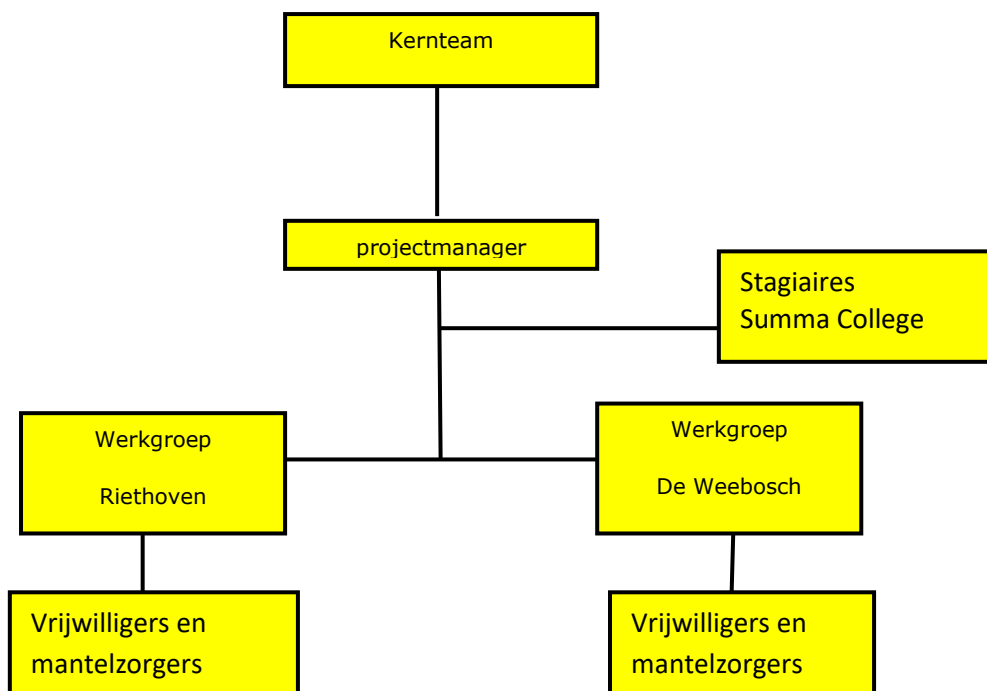 Kernteam
projectmanager
Stagiaires
Summa College
Werkgroep
Riethoven
Werkgroep
De Weebosch
Vrijwilligers en
mantelzorgers
Vrijwilligers en
mantelzorgers